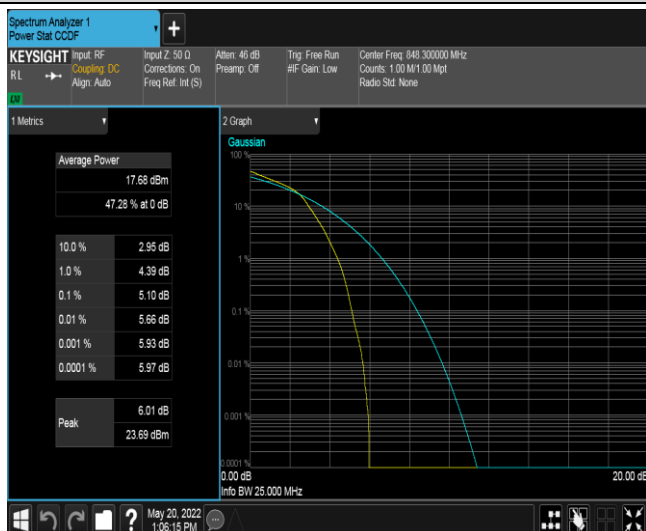 Spectrum Analyzer 1
Power Stat CCDF
+
KEYSIGHT
RL
Input: RF
Coupling: DC
Align: Auto
Input Z: 50 Ω
Corrections: On
Freq Ref: Int (S)
Atten: 46 dB
Preamp: Off
Trig: Free Run
#IF Gain: Low
Center Freq: 848.300000 MHz
Counts: 1.00 M/1.00 Mpt
Radio Std: None
1 Metrics
Average Power
17.68 dBm
47.28 % at 0 dB
10.0 % 2.95 dB
1.0 % 4.39 dB
0.1 % 5.10 dB
0.01 % 5.66 dB
0.001 % 5.93 dB
0.0001 % 5.97 dB
Peak
6.01 dB
23.69 dBm
2 Graph
Gaussian
100 %
10 %
1 %
0.1 %
0.01 %
0.001 %
0.0001 %
0.00 dB 20.00 dB
Info BW 25.000 MHz
?
May 20, 2022
1:06:15 PM